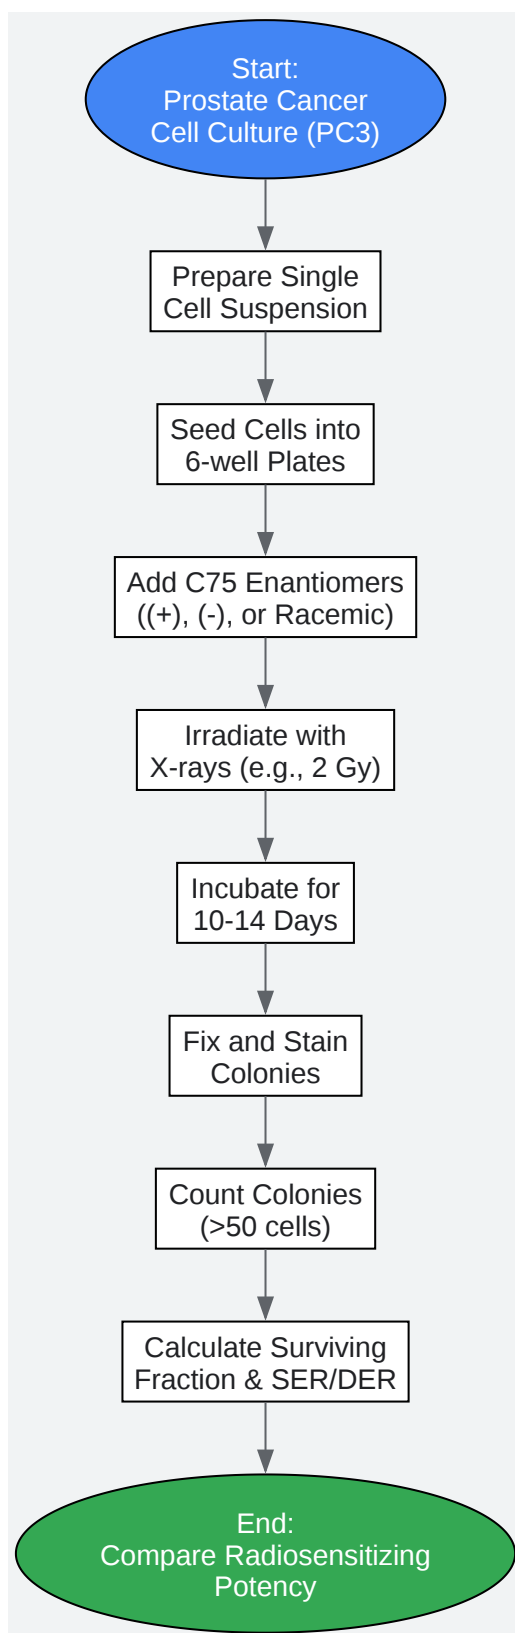 Start:
Prostate Cancer
Cell Culture (PC3)
Prepare Single
Cell Suspension
Seed Cells into
6-well Plates
Add C75 Enantiomers
((+), (-), or Racemic)
Irradiate with
X-rays (e.g., 2 Gy)
Incubate for
10-14 Days
Fix and Stain
Colonies
Count Colonies
(>50 cells)
Calculate Surviving
Fraction & SER/DER
End:
Compare Radiosensitizing
Potency